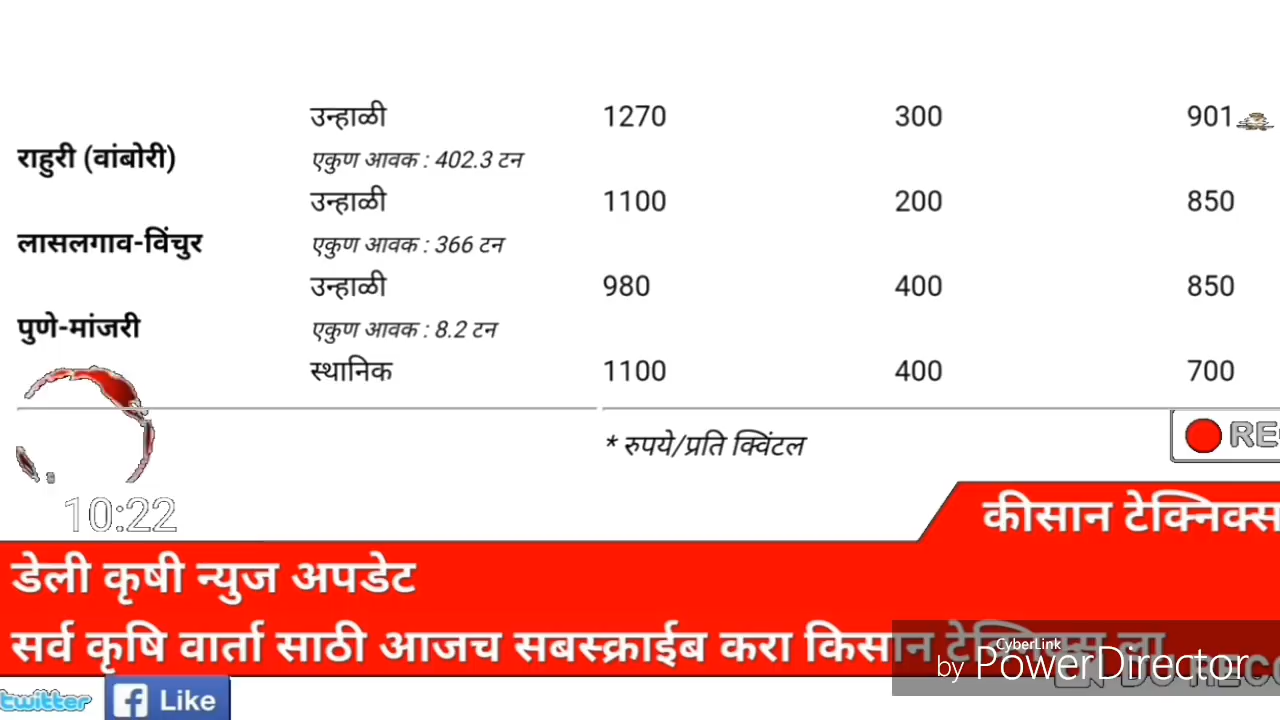 उन्हाळी 1270 300 901
राहुरी (वांबोरी) एकुण आवक : 402.3 टन
उन्हाळी 1100 200 850
लासलगाव-विंचुर एकुण आवक : 366 टन
उन्हाळी 980 400 850
पुणे-मांजरी एकुण आवक : 8.2 टन
स्थानिक 1100 400 700
* रुपये/प्रति क्विंटल
10:22
कीसान टेक्निक्स
डेली कृषी न्युज अपडेट
सर्व कृषि वार्ता साठी आजच सबस्क्राईब करा किसान टेक्निक्स ला
CyberLink
by PowerDirector
twitter Like